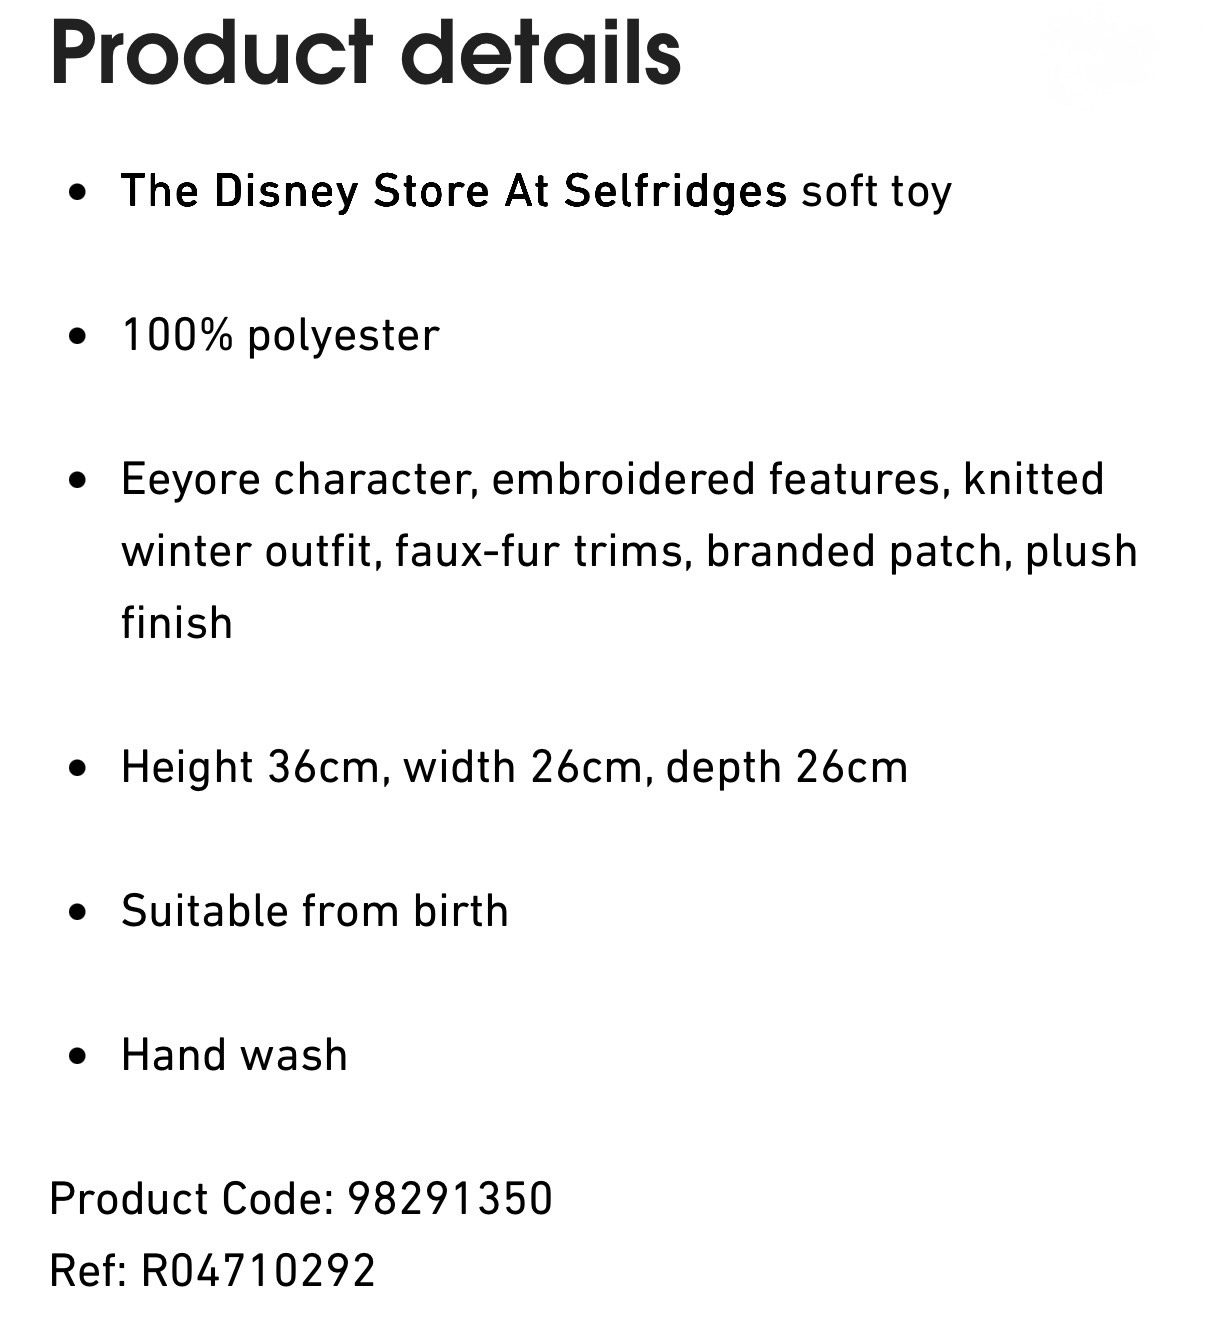 Product details
• The Disney Store At Selfridges soft toy
• 100% polyester
• Eeyore character, embroidered features, knitted
winter outfit, faux-fur trims, branded patch, plush
finish
• Height 36cm, width 26cm, depth 26cm
• Suitable from birth
• Hand wash
Product Code: 98291350
Ref: R04710292